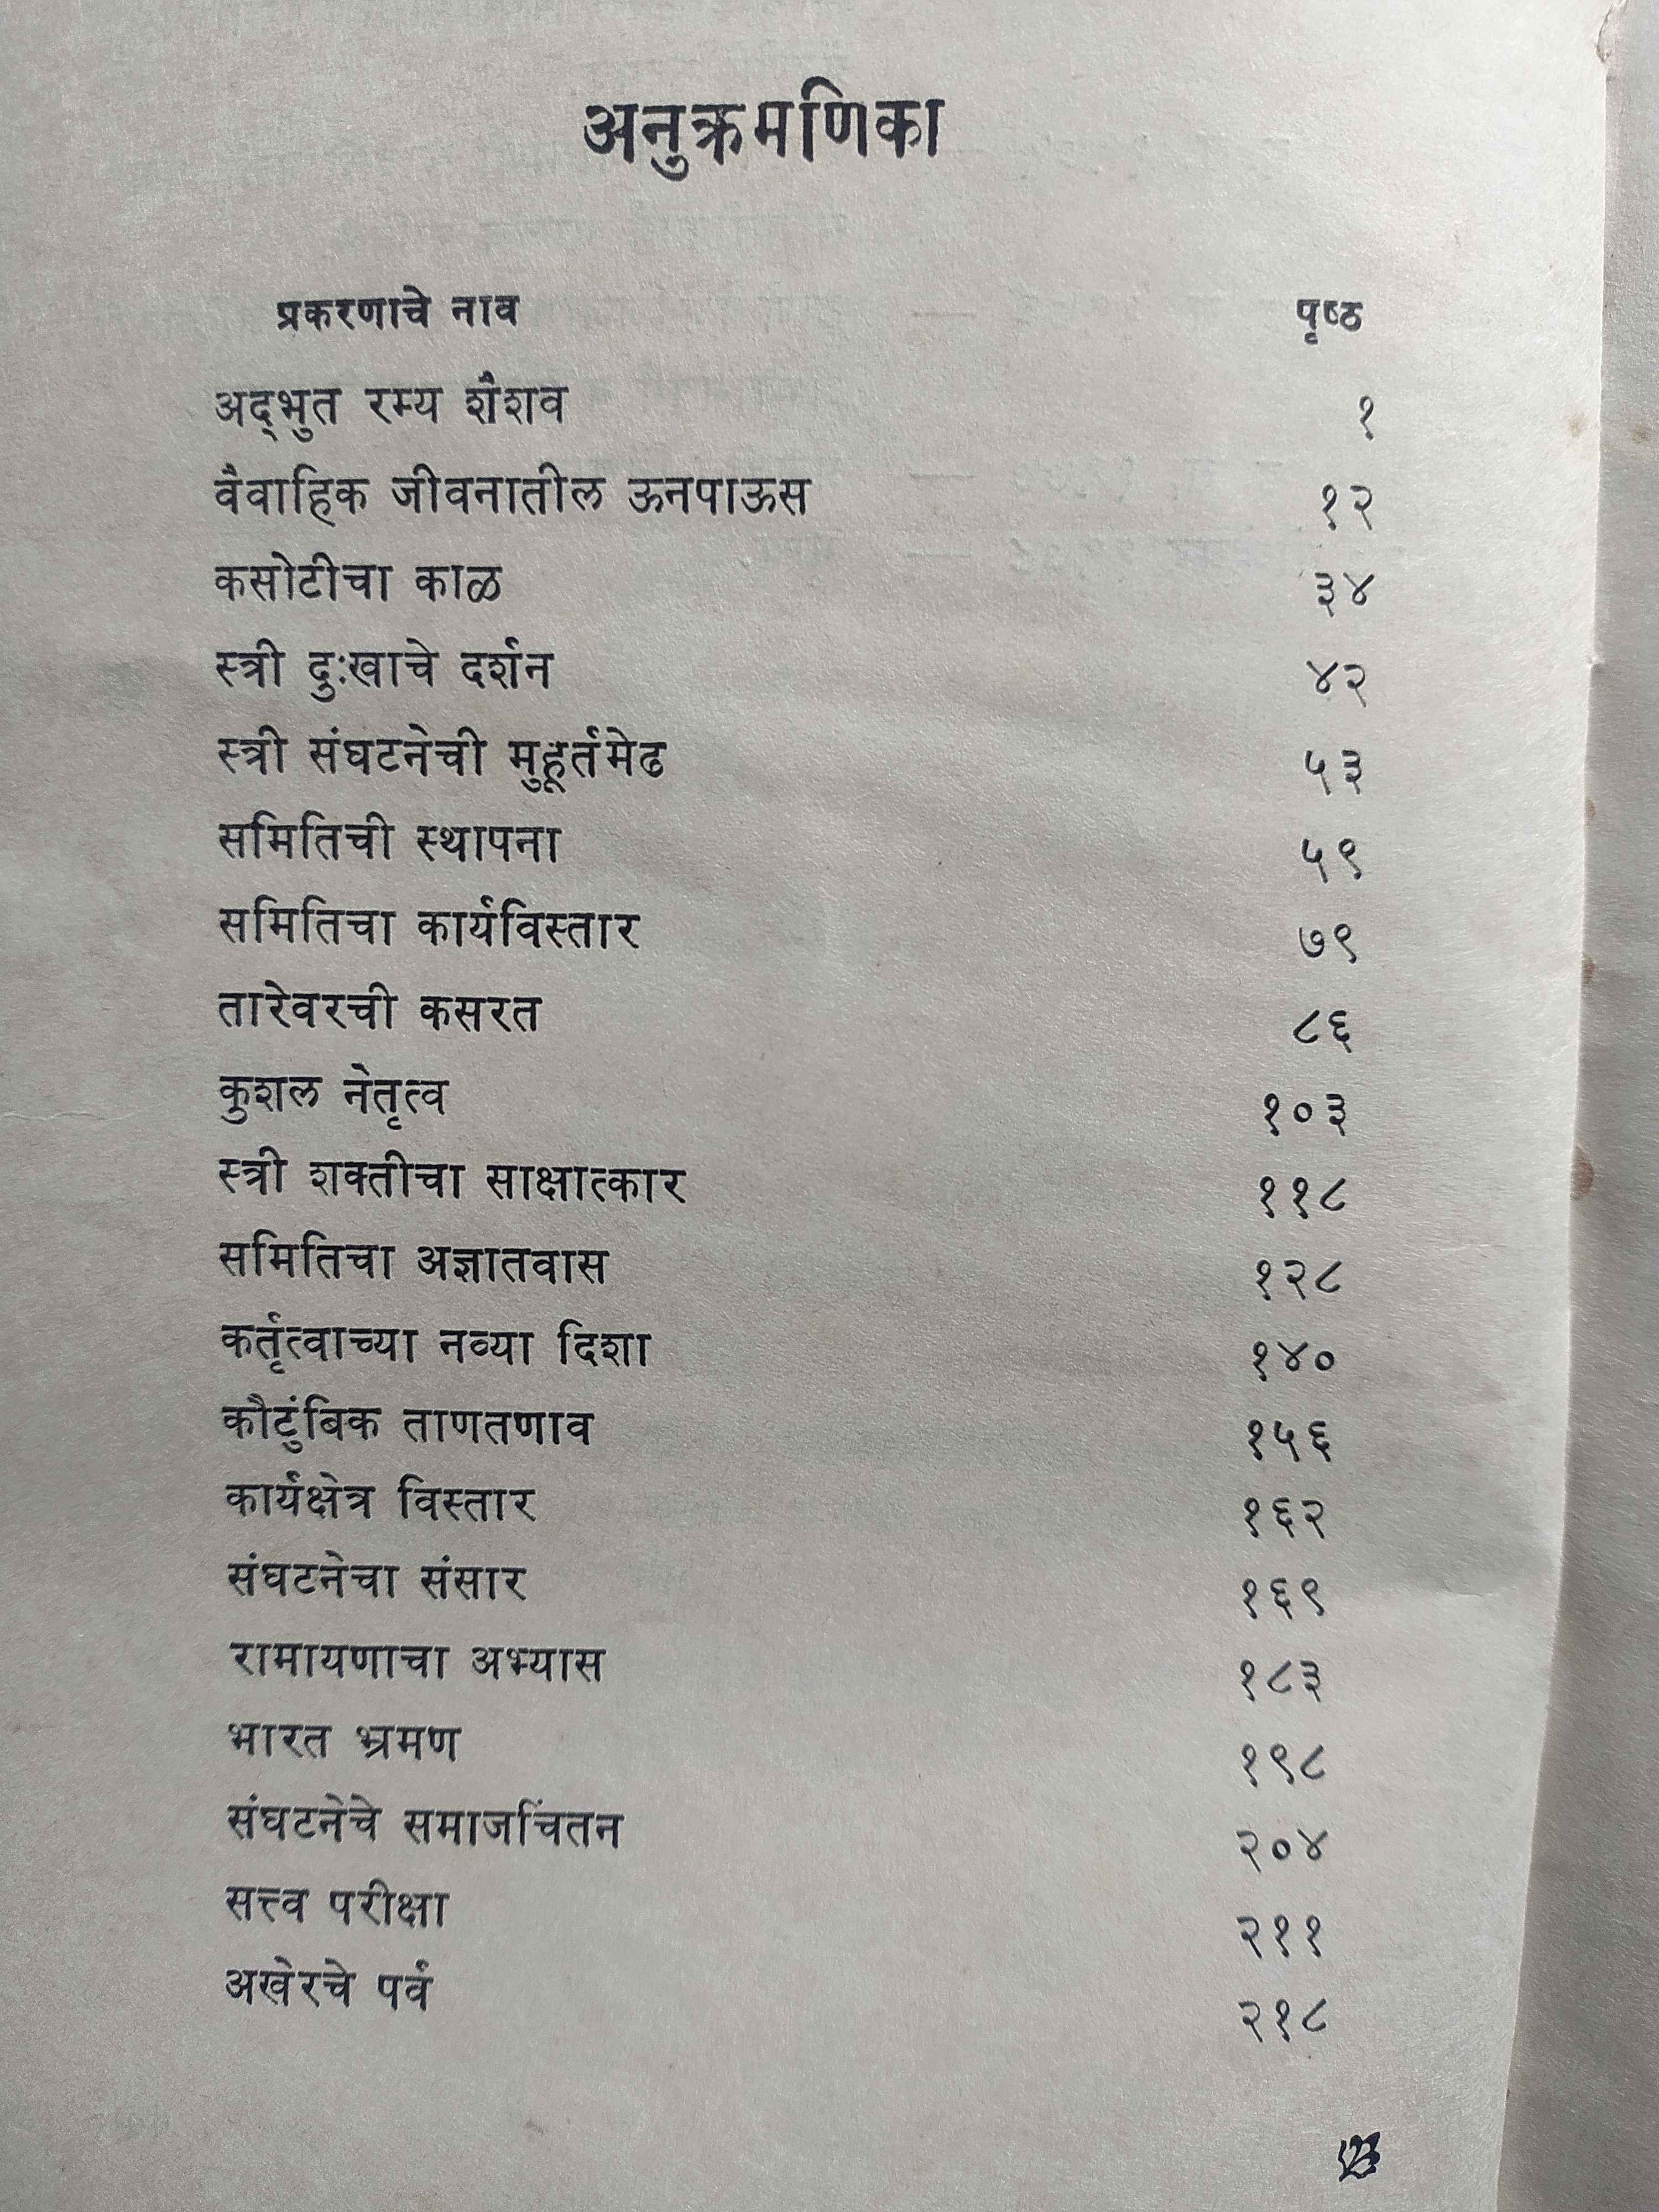 अनुक्रमणिका
प्रकरणाचे नाव पृष्ठ
अद्‌भुत रम्य शैशव १
वैवाहिक जीवनातील ऊनपाऊस १२
कसोटीचा काळ ३४
स्त्री दुःखाचे दर्शन ४२
स्त्री संघटनेची मुहूर्तमेढ ५३
समितिची स्थापना ५९
समितिचा कार्यविस्तार ७९
तारेवरची कसरत ८६
कुशल नेतृत्व १०३
स्त्री शक्तीचा साक्षात्कार ११८
समितिचा अज्ञातवास १२८
कर्तृत्वाच्या नव्या दिशा १४०
कौटुंबिक ताणतणाव १५६
कार्यक्षेत्र विस्तार १६२
संघटनेचा संसार १६९
रामायणाचा अभ्यास १८३
भारत भ्रमण १९८
संघटनेचे समाजचिंतन २०४
सत्त्व परीक्षा २११
अखेरचे पर्व २१८